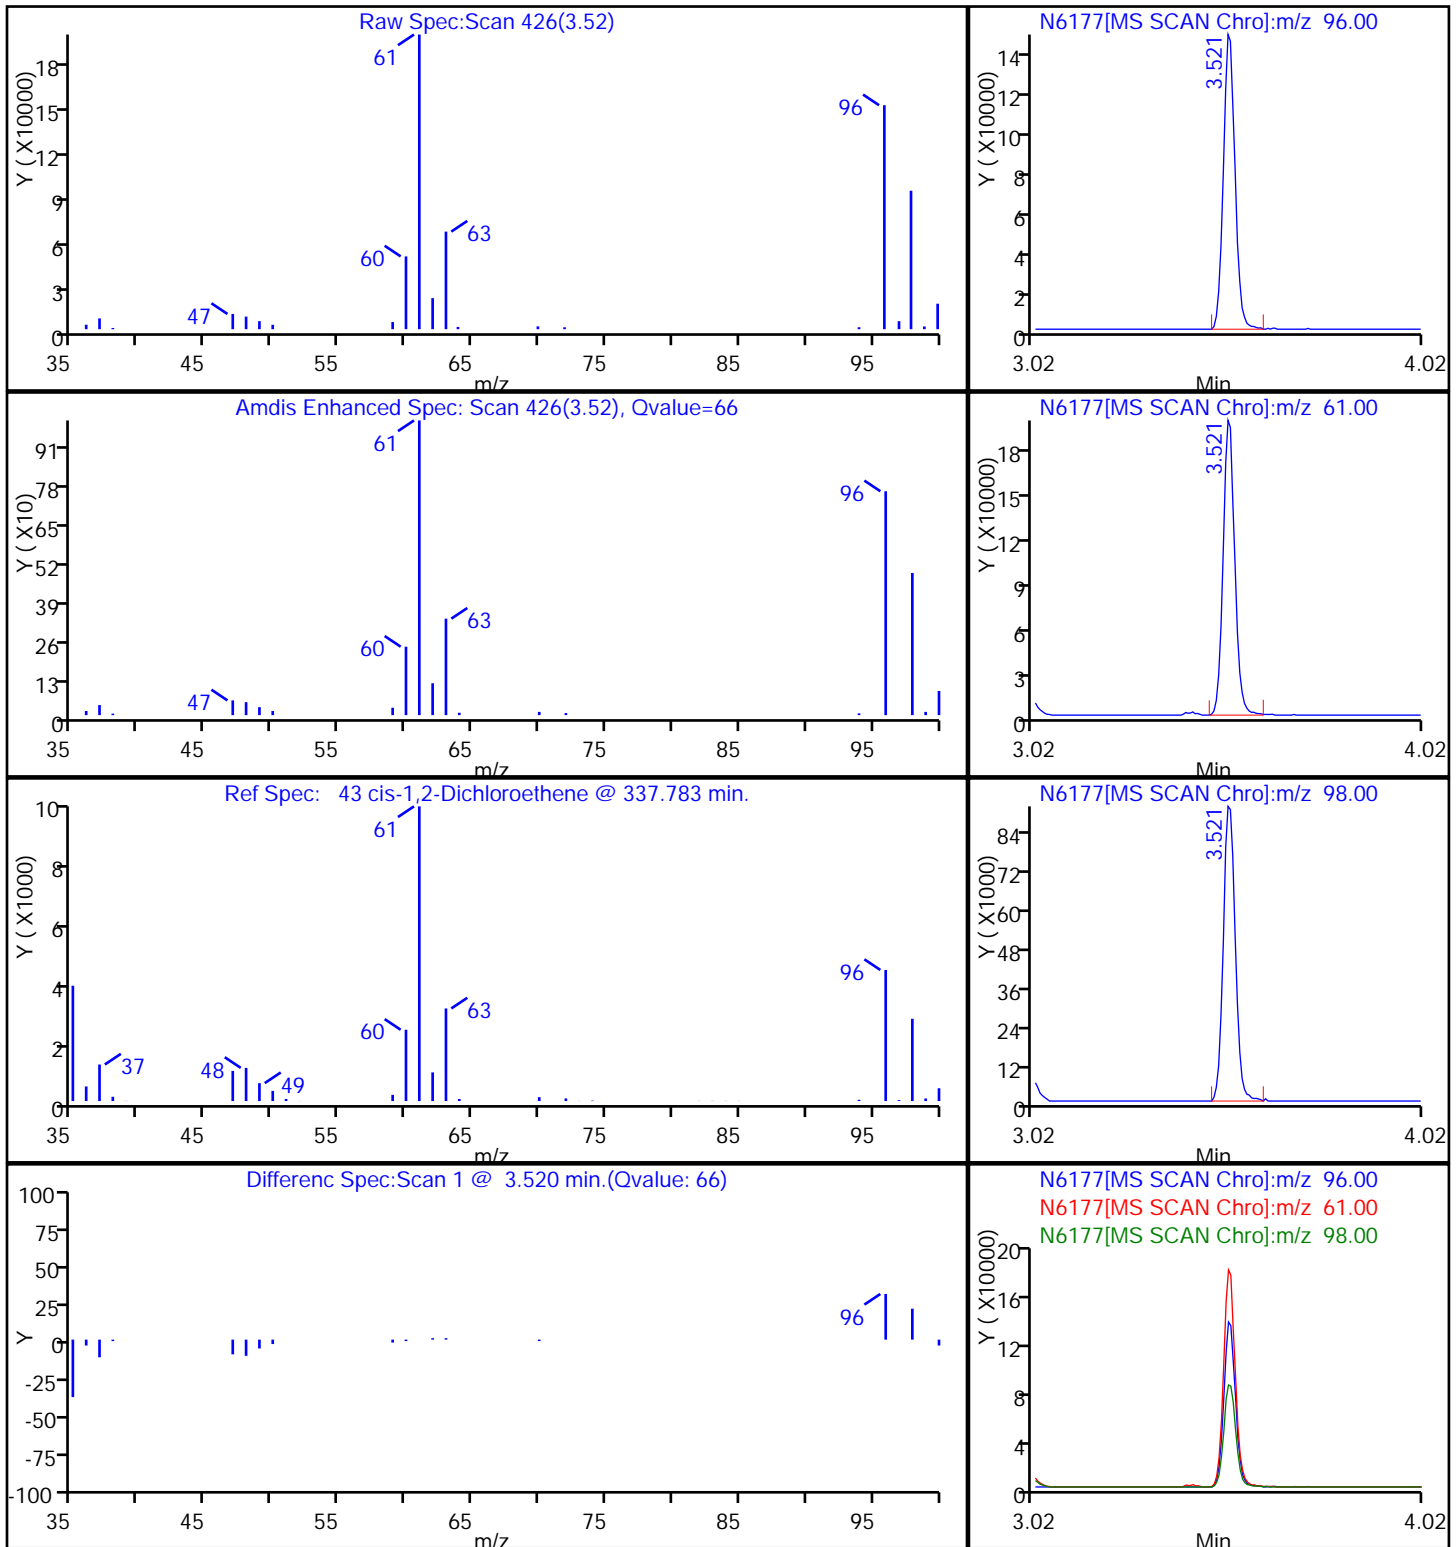 Raw Spec:Scan 426(3.52)
61
96
63
60
47
Y ( X10000)
18
15
12
9
6
3
0
35 45 55 65 75 85 95
m/z
N6177[MS SCAN Chro]:m/z 96.00
3.521
Y ( X10000)
14
12
10
8
6
4
2
0
3.02 4.02
Min
Amdis Enhanced Spec: Scan 426(3.52), Qvalue=66
61
96
63
60
47
Y ( X10)
91
78
65
52
39
26
13
0
35 45 55 65 75 85 95
m/z
N6177[MS SCAN Chro]:m/z 61.00
3.521
Y ( X10000)
18
15
12
9
6
3
0
3.02 4.02
Min
Ref Spec: 43 cis-1,2-Dichloroethene @ 337.783 min.
61
96
63
60
37
48
49
Y ( X1000)
10
8
6
4
2
0
35 45 55 65 75 85 95
m/z
N6177[MS SCAN Chro]:m/z 98.00
3.521
Y ( X1000)
84
72
60
48
36
24
12
0
3.02 4.02
Min
Differenc Spec:Scan 1 @ 3.520 min.(Qvalue: 66)
96
Y
100
75
50
25
0
-25
-50
-75
-100
35 45 55 65 75 85 95
m/z
N6177[MS SCAN Chro]:m/z 96.00
N6177[MS SCAN Chro]:m/z 61.00
N6177[MS SCAN Chro]:m/z 98.00
Y ( X10000)
20
16
12
8
4
0
3.02 4.02
Min